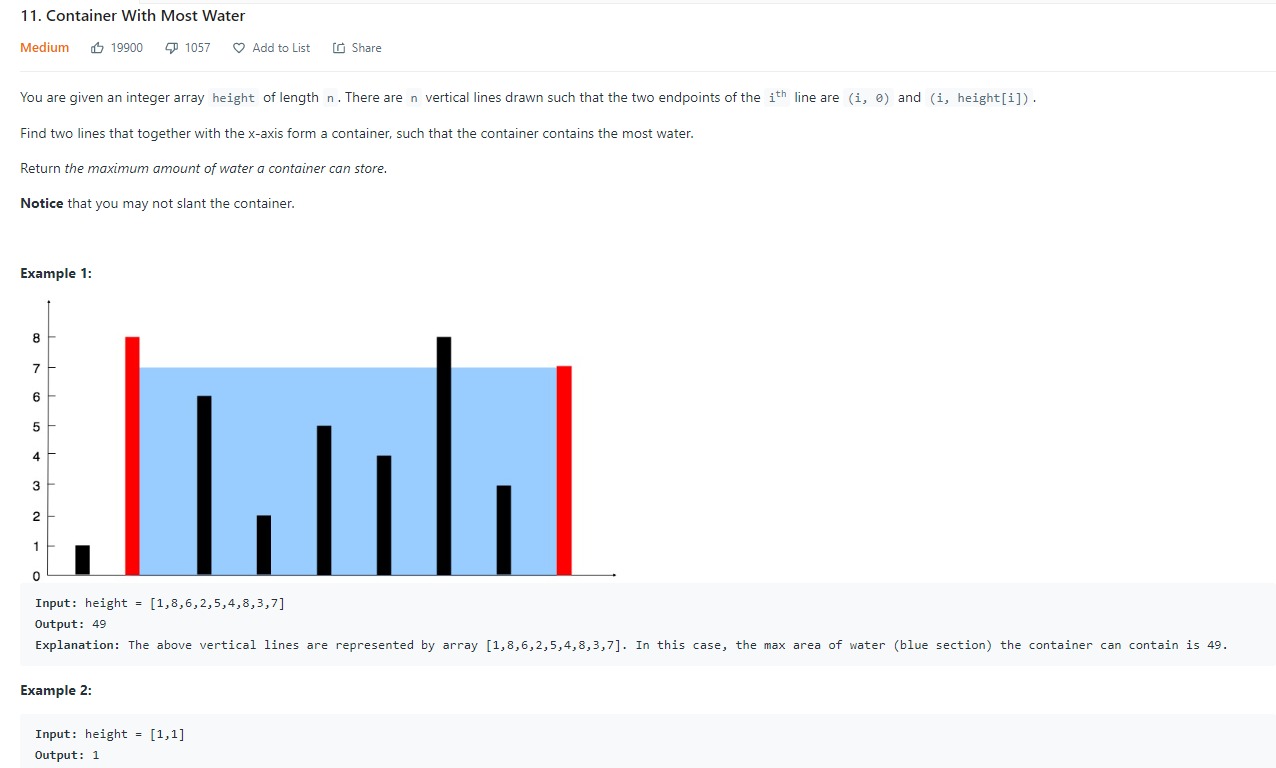 11. Container With Most Water
Medium 19900 1057 Add to List Share
You are given an integer array height of length n. There are n vertical lines drawn such that the two endpoints of the ith line are (i, 0) and (i, height[i]).
Find two lines that together with the x-axis form a container, such that the container contains the most water.
Return the maximum amount of water a container can store.
Notice that you may not slant the container.
Example 1:
8
7
6
5
4
3
2
1
0
Input: height = [1,8,6,2,5,4,8,3,7]
Output: 49
Explanation: The above vertical lines are represented by array [1,8,6,2,5,4,8,3,7]. In this case, the max area of water (blue section) the container can contain is 49.
Example 2:
Input: height = [1,1]
Output: 1